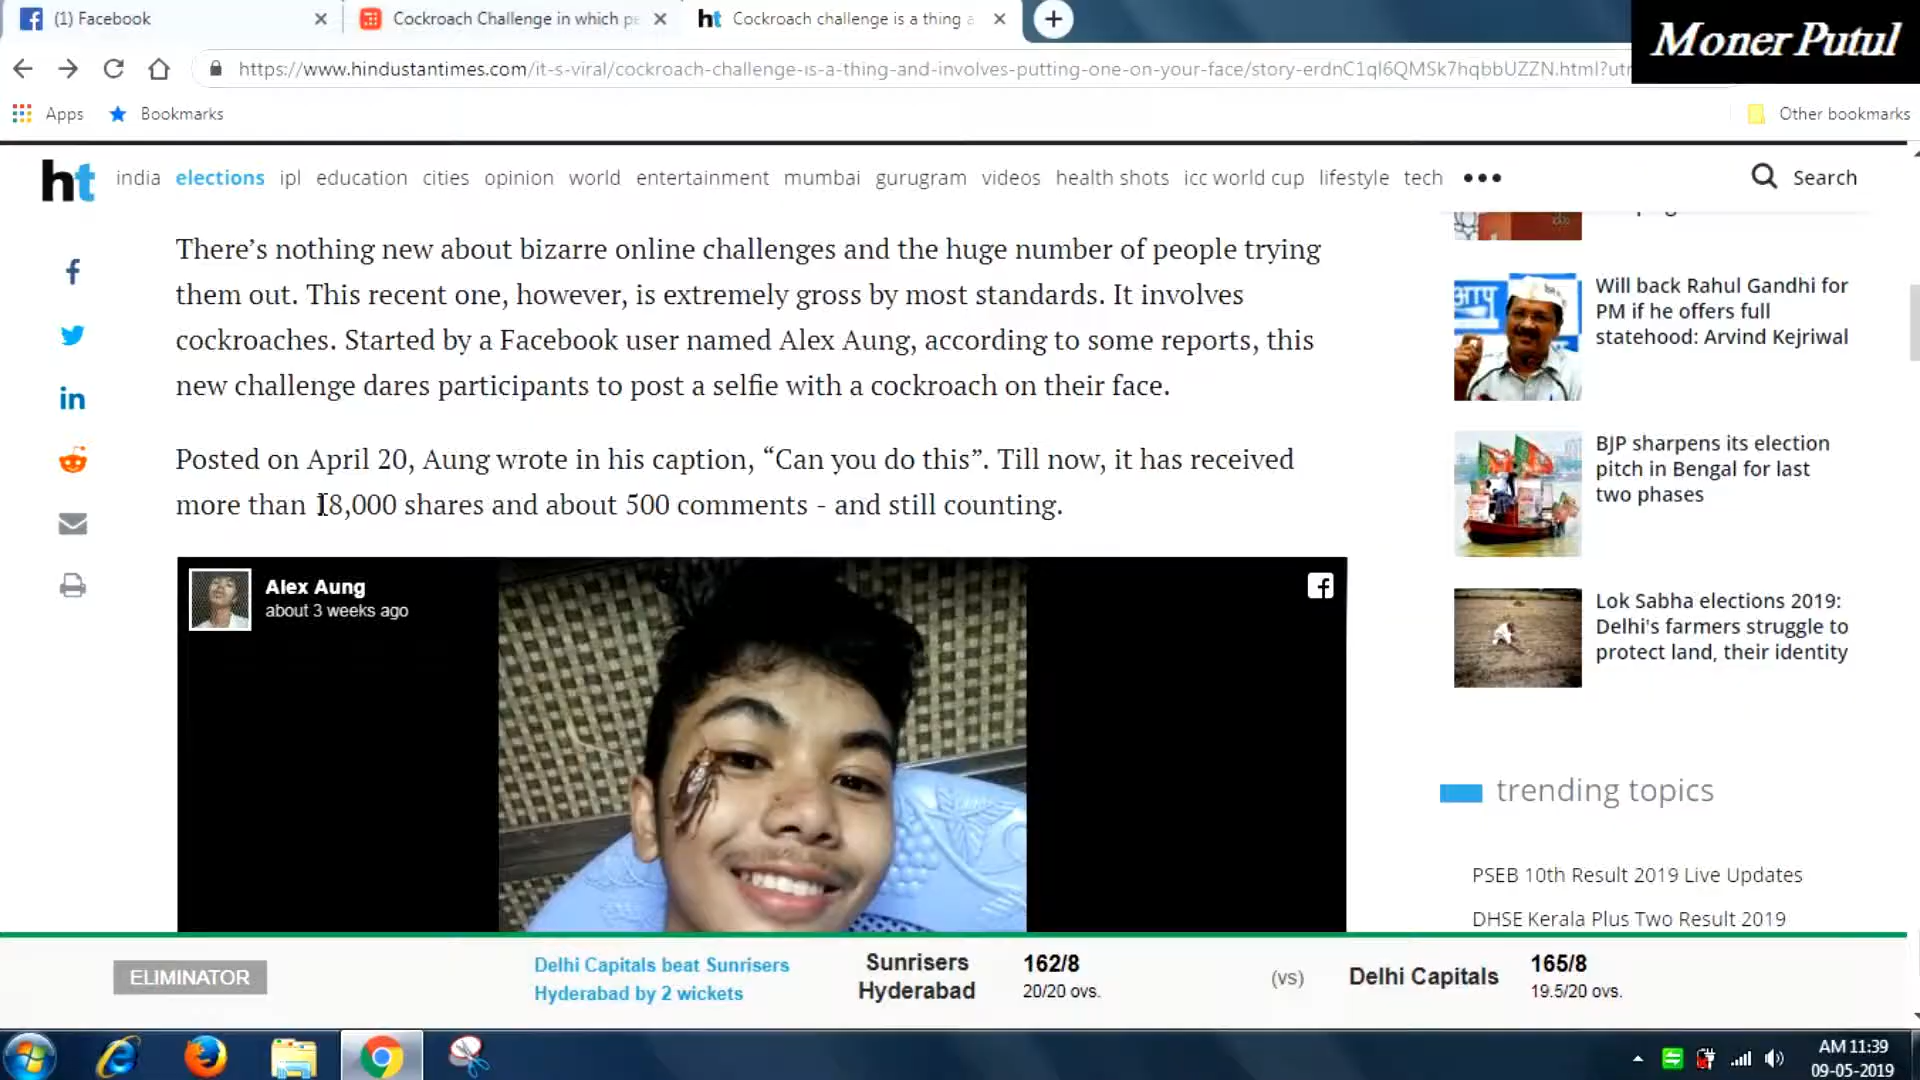 (1) Facebook
Cockroach Challenge in which pe
ht Cockroach challenge is a thing a
Moner Putul
https://www.hindustantimes.com/it-s-viral/cockroach-challenge-is-a-thing-and-involves-putting-one-on-your-face/story-erdnC1ql6QMSk7hqbbUZZN.html?utr
Apps Bookmarks Other bookmarks
ht india elections ipl education cities opinion world entertainment mumbai gurugram videos health shots icc world cup lifestyle tech ••• Search
There’s nothing new about bizarre online challenges and the huge number of people trying
them out. This recent one, however, is extremely gross by most standards. It involves
cockroaches. Started by a Facebook user named Alex Aung, according to some reports, this
new challenge dares participants to post a selfie with a cockroach on their face.
Posted on April 20, Aung wrote in his caption, “Can you do this”. Till now, it has received
more than 18,000 shares and about 500 comments - and still counting.
Alex Aung
about 3 weeks ago
Will back Rahul Gandhi for
PM if he offers full
statehood: Arvind Kejriwal
BJP sharpens its election
pitch in Bengal for last
two phases
Lok Sabha elections 2019:
Delhi's farmers struggle to
protect land, their identity
trending topics
PSEB 10th Result 2019 Live Updates
DHSE Kerala Plus Two Result 2019
ELIMINATOR
Delhi Capitals beat Sunrisers
Hyderabad by 2 wickets
Sunrisers
Hyderabad
162/8
20/20 ovs.
(vs)
Delhi Capitals
165/8
19.5/20 ovs.
AM 11:39
09-05-2019